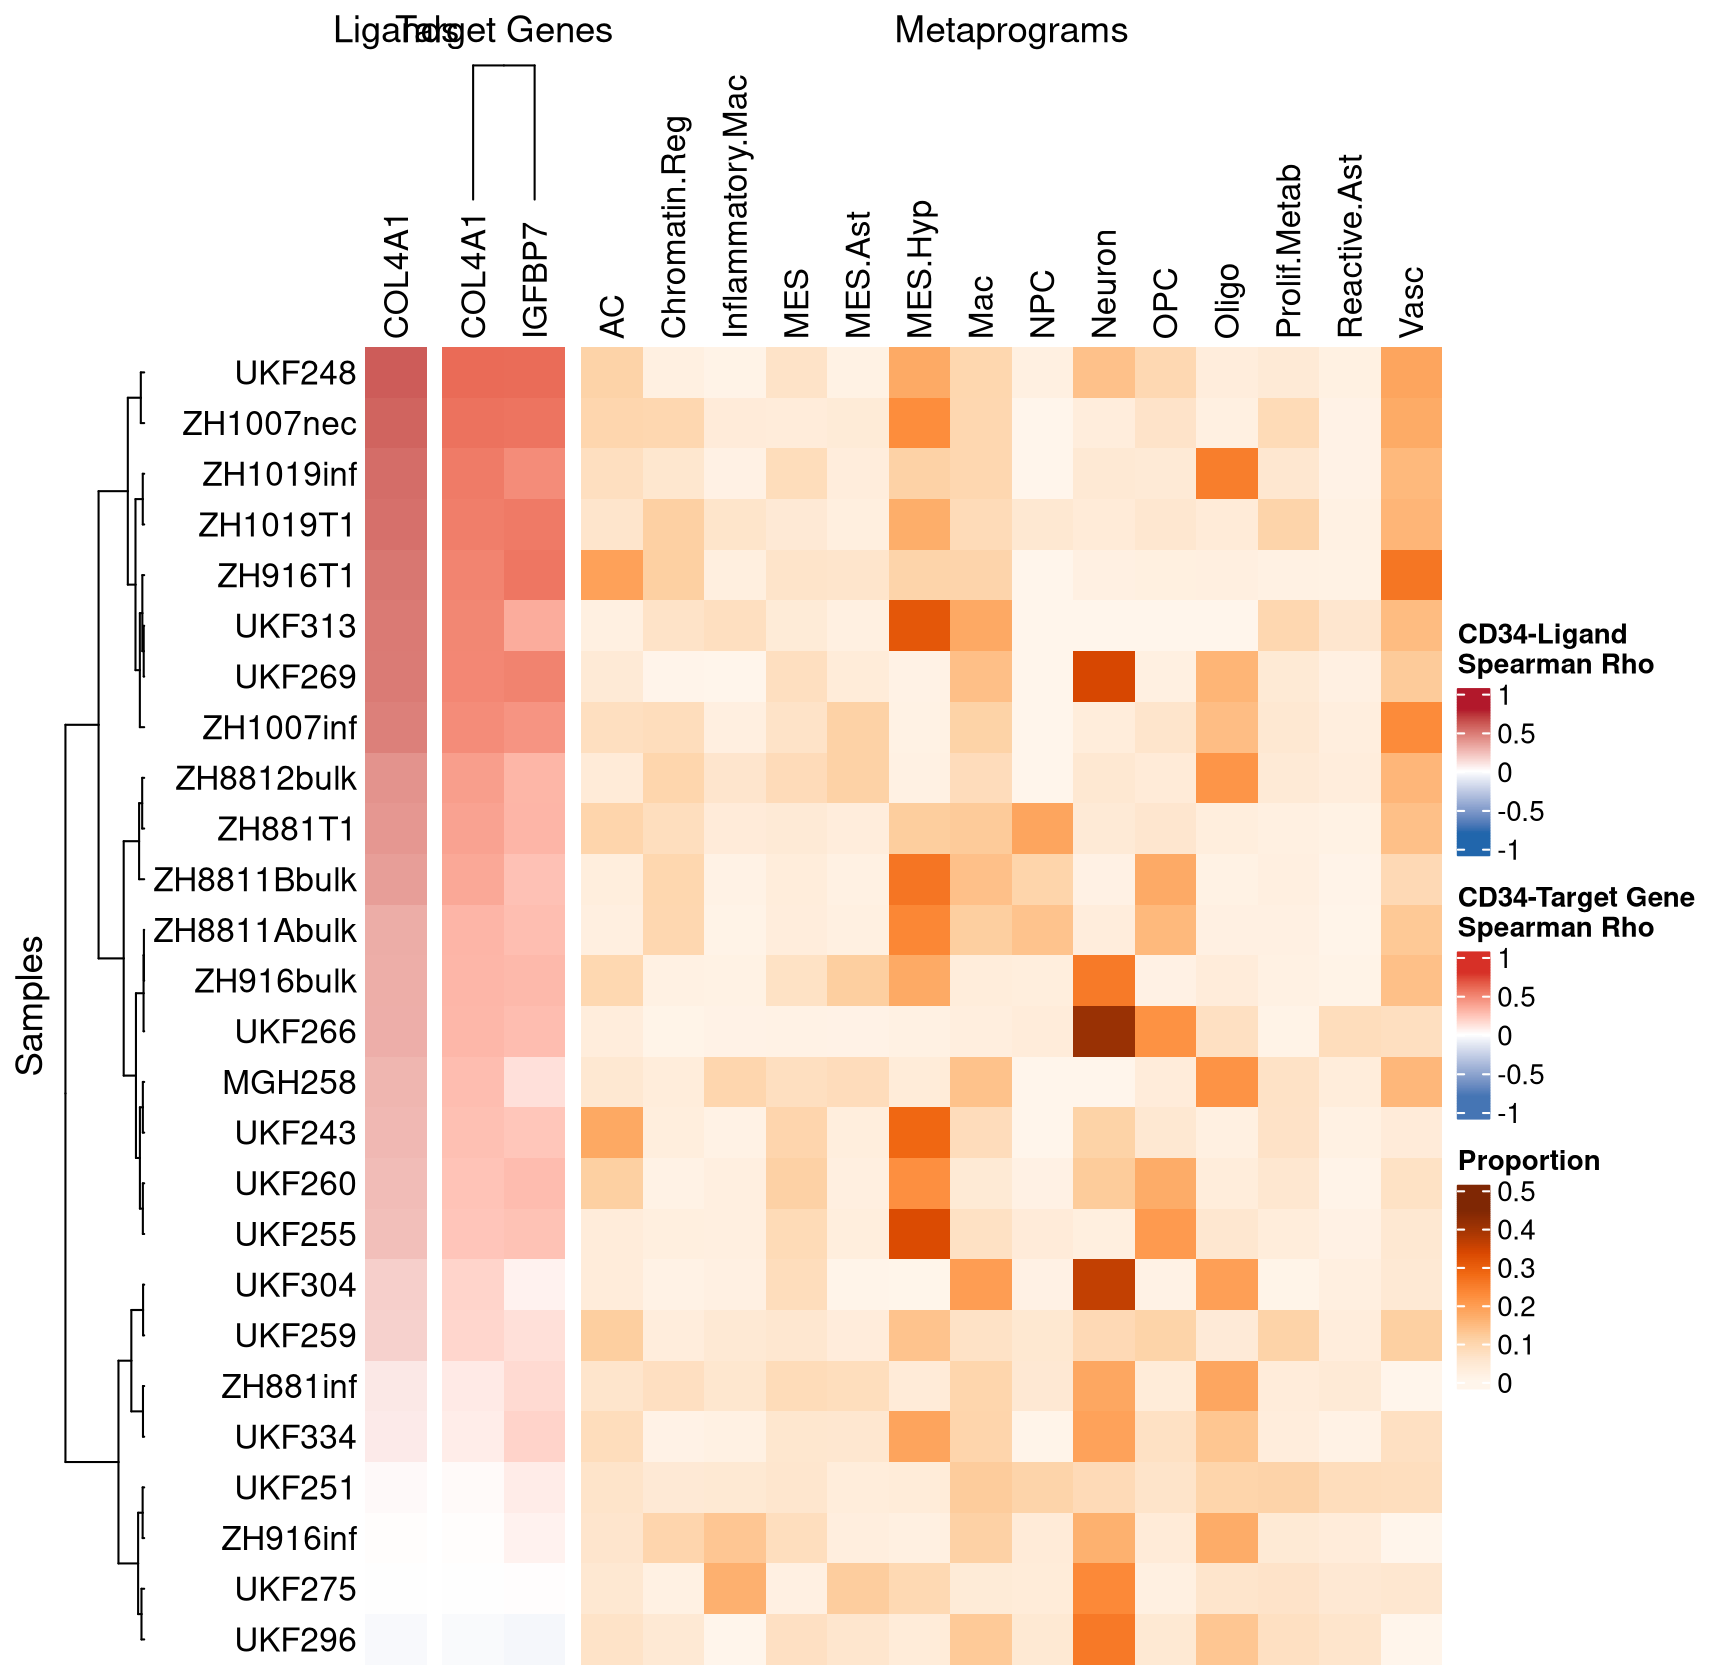 Ligands
Target Genes
Metaprograms
COL4A1
COL4A1
IGFBP7
AC
Chromatin.Reg
Inflammatory.Mac
MES
MES.Ast
MES.Hyp
Mac
NPC
Neuron
OPC
Oligo
Prolif.Metab
Reactive.Ast
Vasc
Samples
UKF248
ZH1007nec
ZH1019inf
ZH1019T1
ZH916T1
UKF313
UKF269
ZH1007inf
ZH8812bulk
ZH881T1
ZH8811Bbulk
ZH8811Abulk
ZH916bulk
UKF266
MGH258
UKF243
UKF260
UKF255
UKF304
UKF259
ZH881inf
UKF334
UKF251
ZH916inf
UKF275
UKF296
CD34-Ligand
Spearman Rho
1
0.5
0
-0.5
-1
CD34-Target Gene
Spearman Rho
1
0.5
0
-0.5
-1
Proportion
0.5
0.4
0.3
0.2
0.1
0